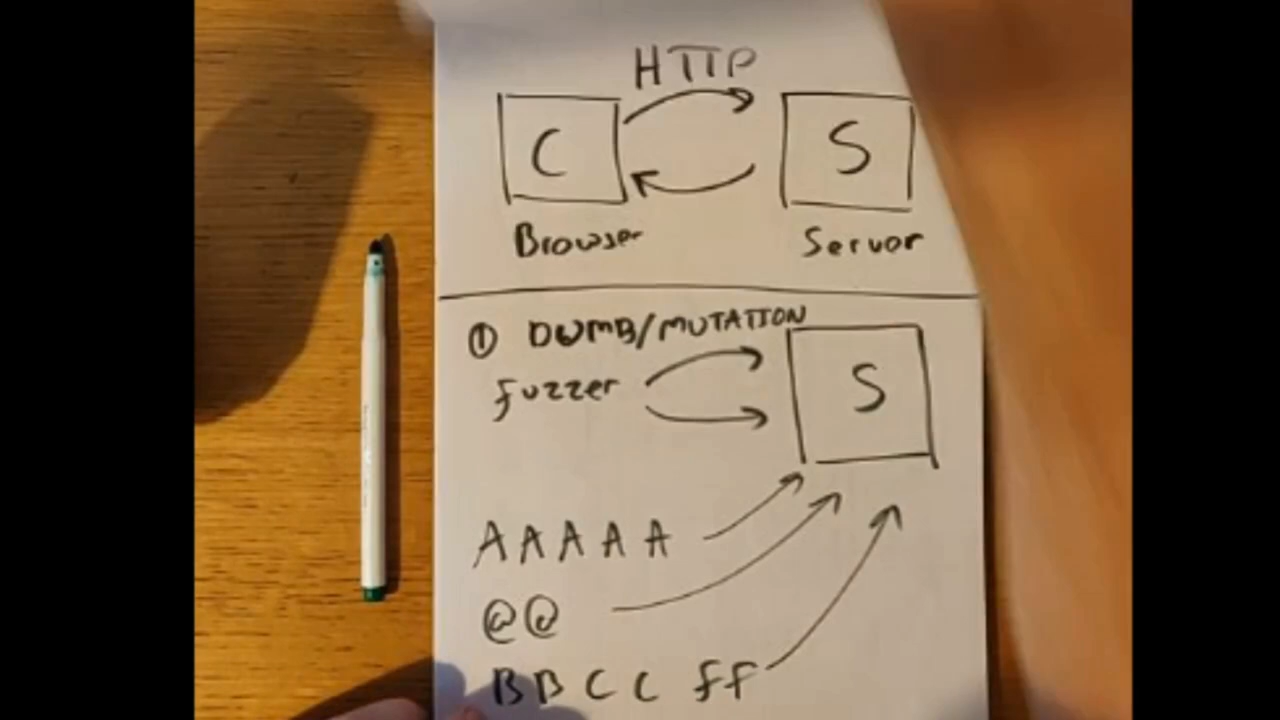 HTTP
C S
Browser Server
① DUMB/MUTATION
fuzzer S
AAAAA
@@
BBCC ff